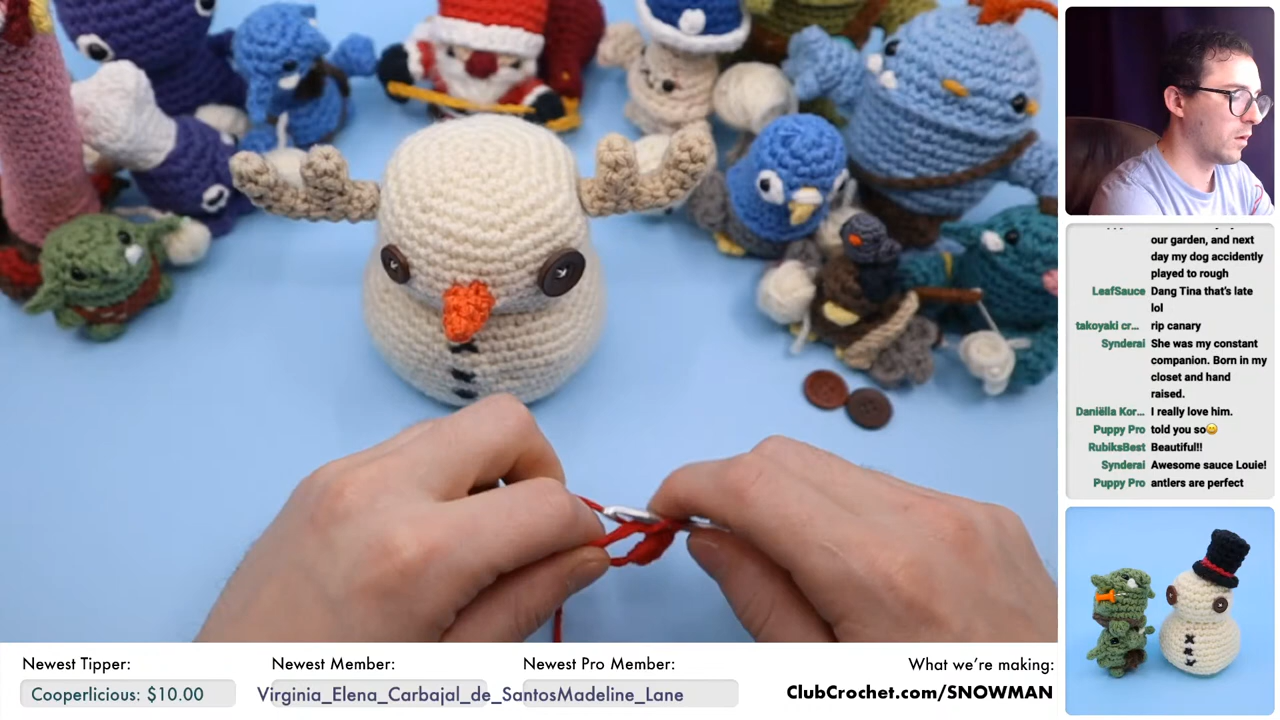 our garden, and next
day my dog accidently
played to rough
LeafSauce Dang Tina that's late
lol
takoyaki cr... rip canary
Synderai She was my constant
companion. Born in my
closet and hand
raised.
Daniëlla Kor... I really love him.
Puppy Pro told you so😊
RubiksBest Beautiful!!
Synderai Awesome sauce Louie!
Puppy Pro antlers are perfect
Newest Tipper: Newest Member: Newest Pro Member: What we're making:
Cooperlicious: $10.00 Virginia_Elena_Carbajal_de_SantosMadeline_Lane ClubCrochet.com/SNOWMAN